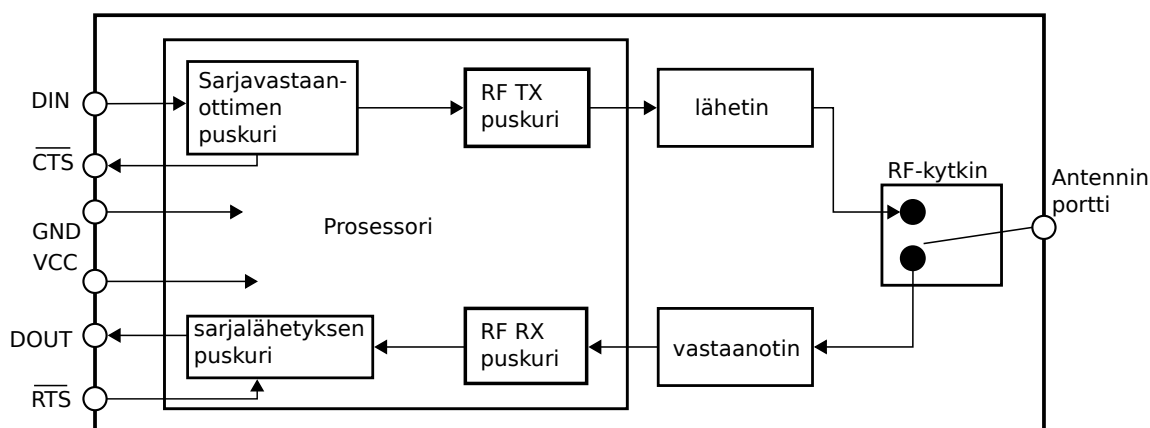 DIN
CTS
GND
VCC
DOUT
RTS
Sarjavastaan-
ottimen
puskuri
RF TX
puskuri
lähetin
RF-kytkin
Antennin
portti
Prosessori
sarjalähetyksen
puskuri
RF RX
puskuri
vastaanotin